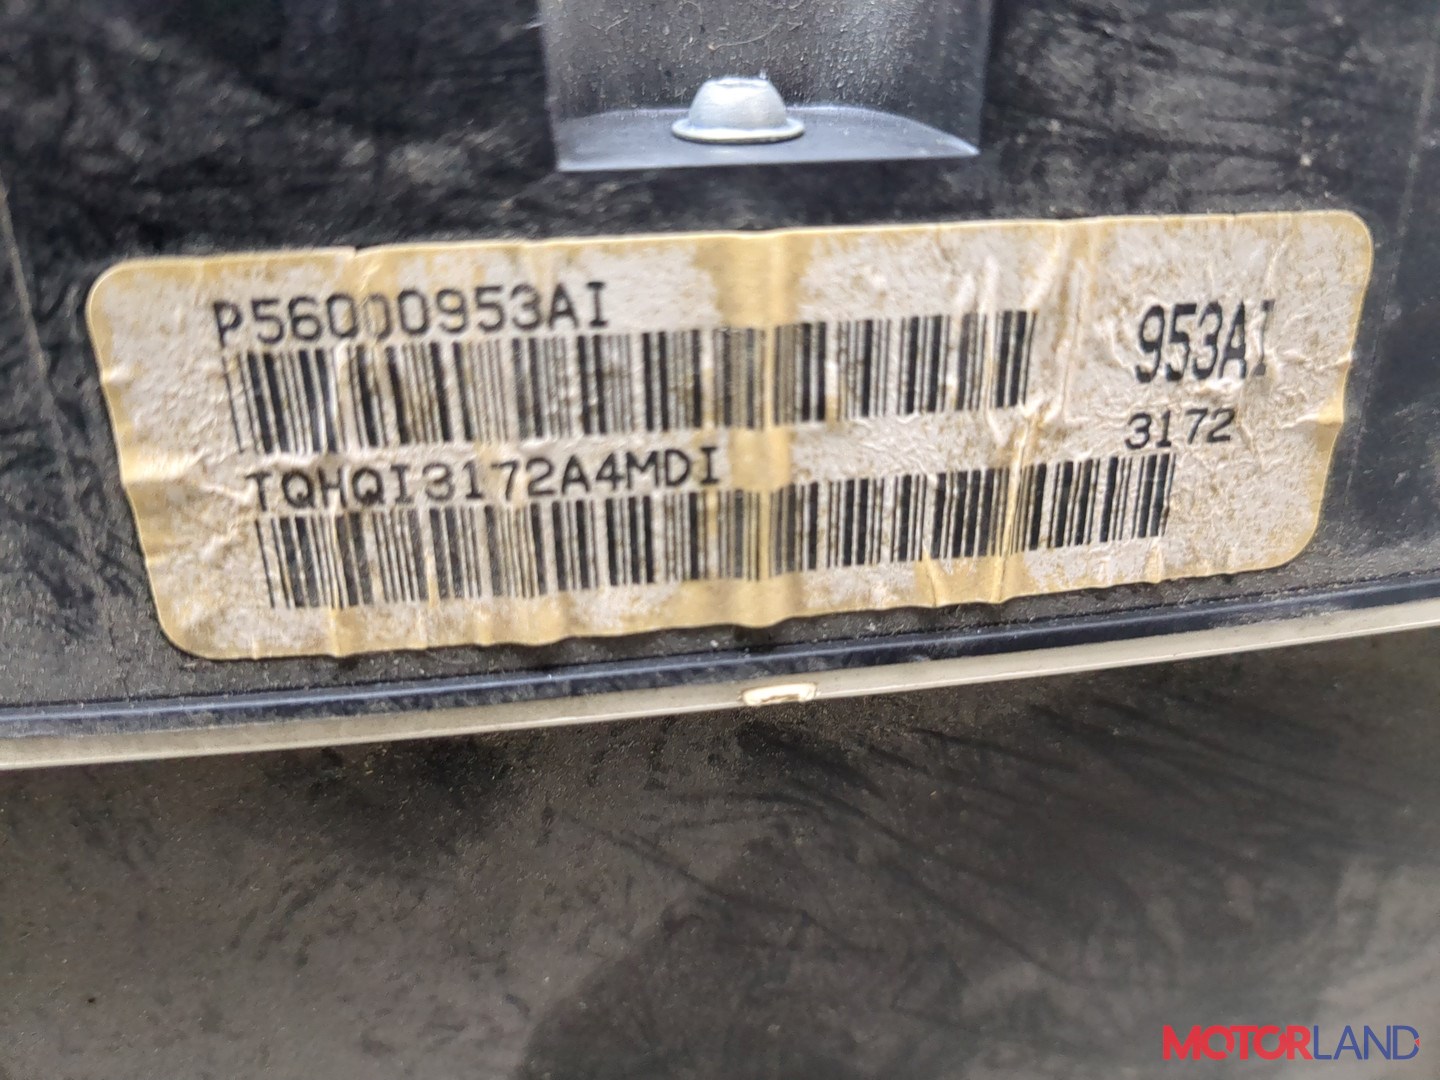 P56000953AI
953AI
3172
TQHQI3172A4MDI
MOTORLAND